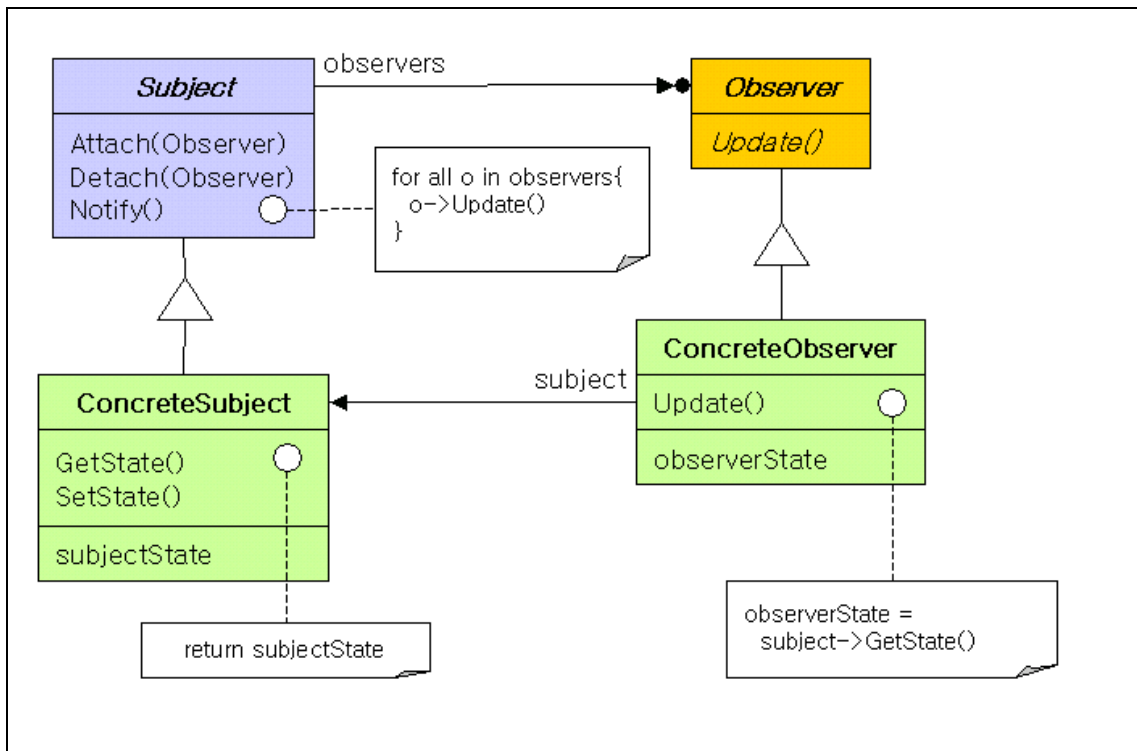 Subject
Attach(Observer)
Detach(Observer)
Notify()
observers
Observer
Update()
for all o in observers{
o->Update()
}
ConcreteSubject
GetState()
SetState()
subjectState
subject
ConcreteObserver
Update()
observerState
return subjectState
observerState =
subject->GetState()